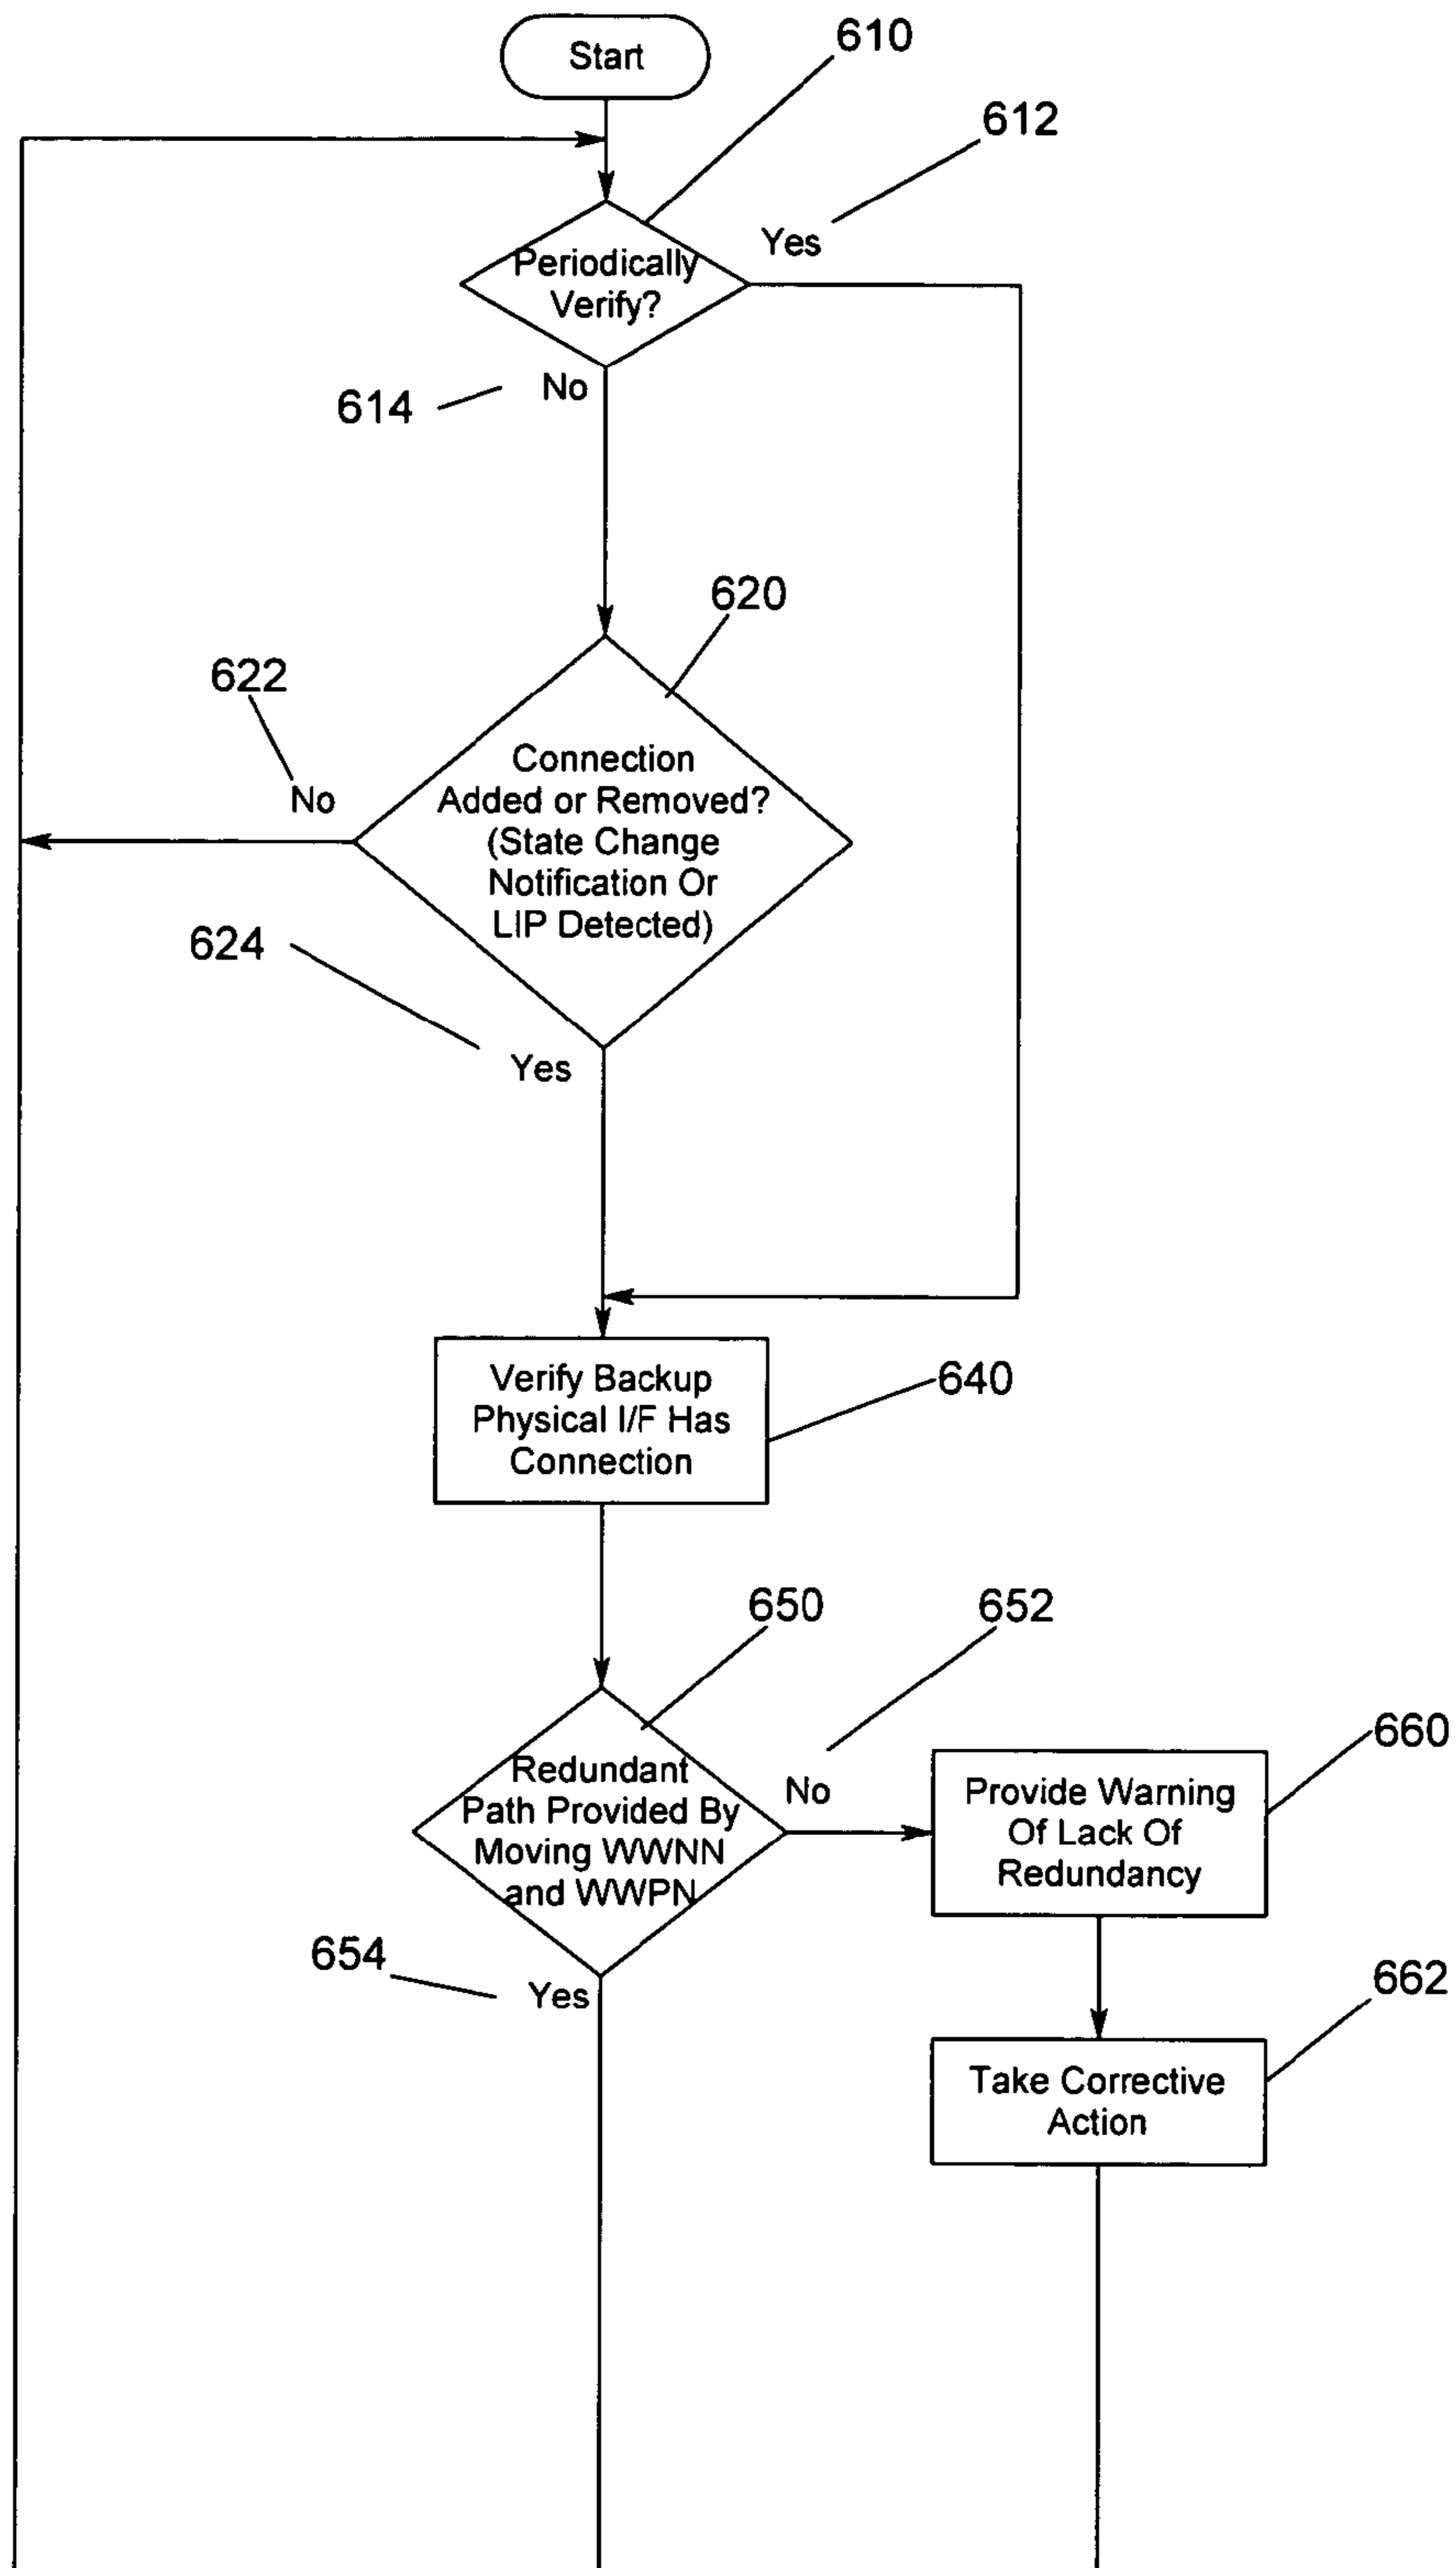 Start
610
612
Periodically
Verify?
Yes
No
614
620
622
No
Connection
Added or Removed?
(State Change
Notification Or
LIP Detected)
624
Yes
Verify Backup
Physical I/F Has
Connection
640
650
652
Redundant
Path Provided By
Moving WWNN
and WWPN
No
660
Provide Warning
Of Lack Of
Redundancy
654
Yes
662
Take Corrective
Action